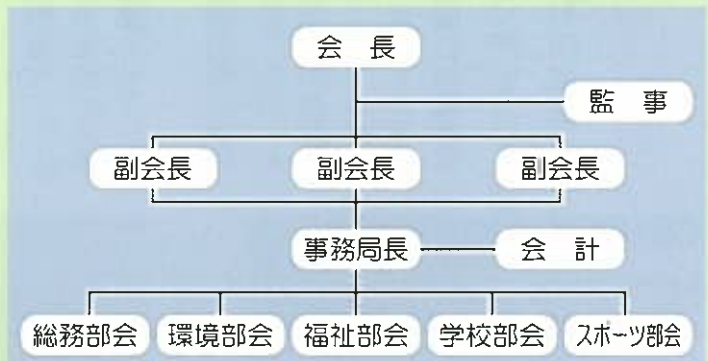 会 長
監 事
副会長 副会長 副会長
事務局長 会 計
総務部会 環境部会 福祉部会 学校部会 スポーツ部会